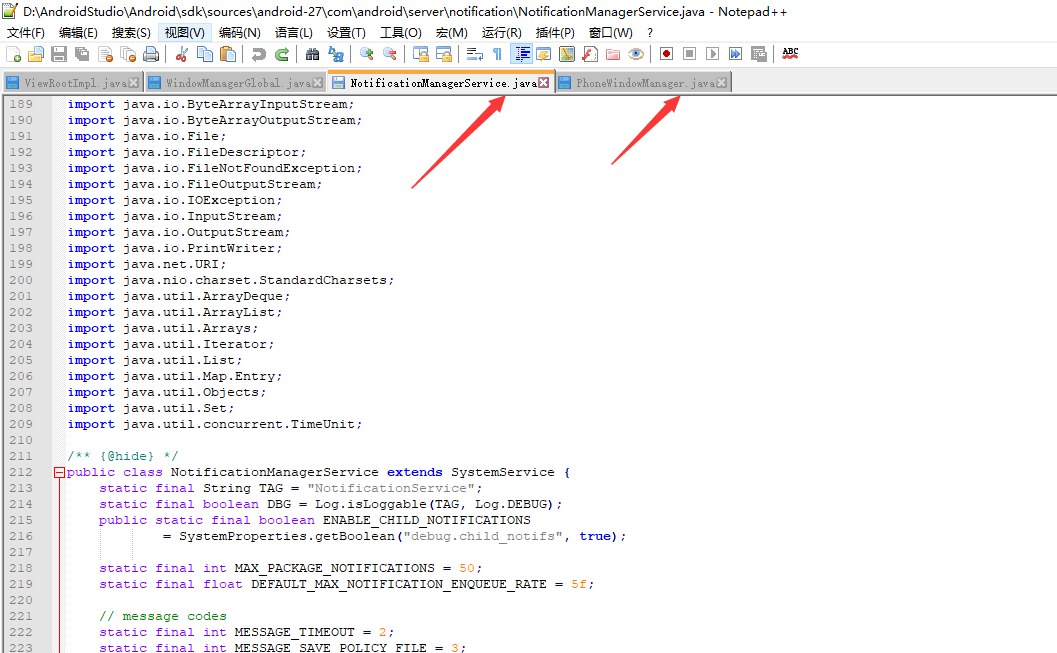 D:\AndroidStudio\Android\sdk\sources\android-27\com\android\server\notification\NotificationManagerService.java - Notepad++
文件(F) 编辑(E) 搜索(S) 视图(V) 编码(N) 语言(L) 设置(T) 工具(O) 宏(M) 运行(R) 插件(P) 窗口(W) ?
ABC
ViewRootImpl.java WindowManagerGlobal.java NotificationManagerService.java PhoneWindowManager.java
189 import java.io.ByteArrayInputStream;
190 import java.io.ByteArrayOutputStream;
191 import java.io.File;
192 import java.io.FileDescriptor;
193 import java.io.FileNotFoundException;
194 import java.io.FileOutputStream;
195 import java.io.IOException;
196 import java.io.InputStream;
197 import java.io.OutputStream;
198 import java.io.PrintWriter;
199 import java.net.URI;
200 import java.nio.charset.StandardCharsets;
201 import java.util.ArrayDeque;
202 import java.util.ArrayList;
203 import java.util.Arrays;
204 import java.util.Iterator;
205 import java.util.List;
206 import java.util.Map.Entry;
207 import java.util.Objects;
208 import java.util.Set;
209 import java.util.concurrent.TimeUnit;
210
211 /** {@hide} */
212 public class NotificationManagerService extends SystemService {
213 static final String TAG = "NotificationService";
214 static final boolean DBG = Log.isLoggable(TAG, Log.DEBUG);
215 public static final boolean ENABLE_CHILD_NOTIFICATIONS
216 = SystemProperties.getBoolean("debug.child_notifs", true);
217
218 static final int MAX_PACKAGE_NOTIFICATIONS = 50;
219 static final float DEFAULT_MAX_NOTIFICATION_ENQUEUE_RATE = 5f;
220
221 // message codes
222 static final int MESSAGE_TIMEOUT = 2;
223 static final int MESSAGE_SAVE_POLICY_FILE = 3;